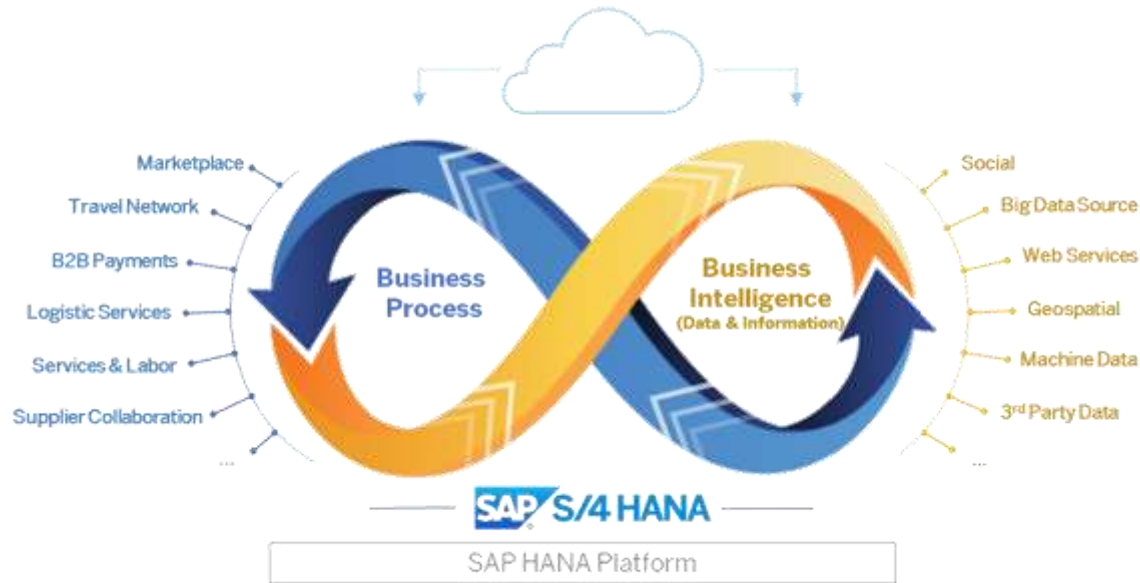 Marketplace
Travel Network
B2B Payments
Logistic Services
Services & Labor
Supplier Collaboration
...
Business
Process
Business
Intelligence
(Data & Information)
Social
Big Data Source
Web Services
Geospatial
Machine Data
3rd Party Data
...
SAP S/4 HANA
SAP HANA Platform